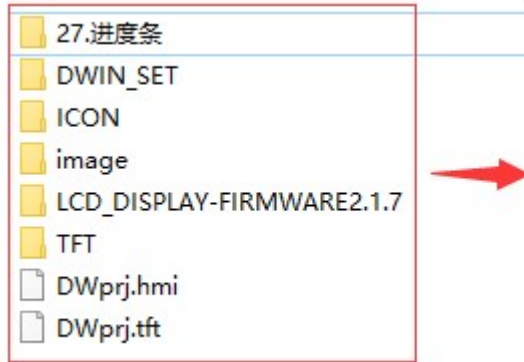 27.进度条
DWIN_SET
ICON
image
LCD_DISPLAY-FIRMWARE2.1.7
TFT
DWprj.hmi
DWprj.tft